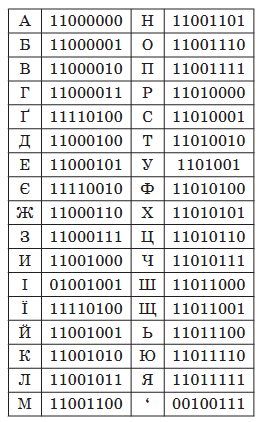 А 11000000 Н 11001101
Б 11000001 О 11001110
В 11000010 П 11001111
Г 11000011 Р 11010000
Ґ 11110100 С 11010001
Д 11000100 Т 11010010
Е 11000101 У 1101001
Є 11110010 Ф 11010100
Ж 11000110 Х 11010101
З 11000111 Ц 11010110
И 11001000 Ч 11010111
І 01001001 Ш 11011000
Ї 11110100 Щ 11011001
Й 11001001 Ь 11011100
К 11001010 Ю 11011110
Л 11001011 Я 11011111
М 11001100 ‘ 00100111